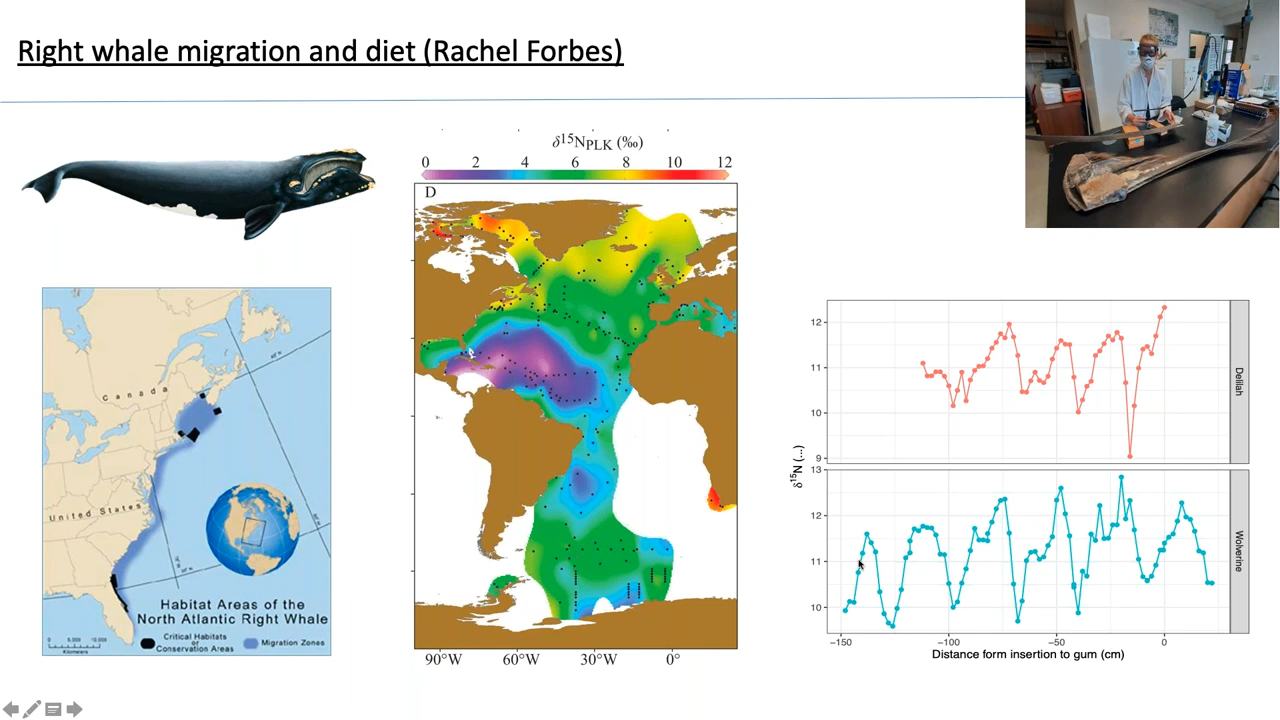 Right whale migration and diet (Rachel Forbes)
δ15NPLK (‰)
0 2 4 6 8 10 12
D
90°W 60°W 30°W 0°
Canada
United States
Habitat Areas of the
North Atlantic Right Whale
Critical Habitats
or
Conservation Areas
Migration Zones
Kilometers
12
11
10
9
Delilah
δ15N (...)
13
12
11
10
Wolverine
−150 −100 −50 0
Distance form insertion to gum (cm)